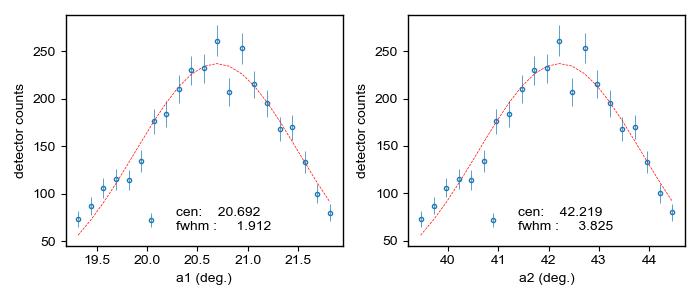 detector counts
250
200
150
100
50
cen: 20.692
fwhm : 1.912
19.5 20.0 20.5 21.0 21.5
a1 (deg.)
detector counts
250
200
150
100
50
cen: 42.219
fwhm : 3.825
40 41 42 43 44
a2 (deg.)